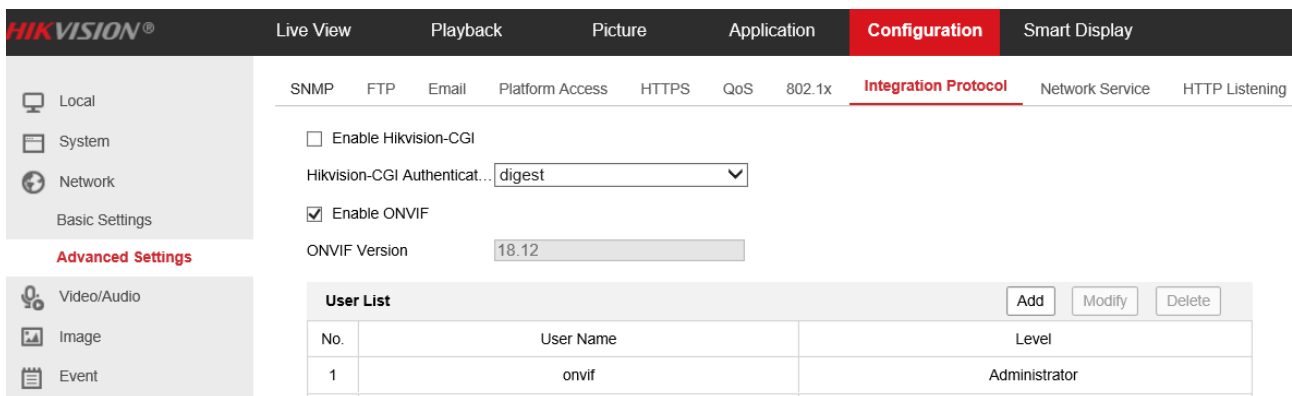 HIKVISION® Live View Playback Picture Application Configuration Smart Display
SNMP FTP Email Platform Access HTTPS QoS 802.1x Integration Protocol Network Service HTTP Listening
Local
System
Network
Basic Settings
Advanced Settings
Video/Audio
Image
Event
Enable Hikvision-CGI
Hikvision-CGI Authenticat... digest
Enable ONVIF
ONVIF Version 18.12
User List Add Modify Delete
No. User Name Level
1 onvif Administrator